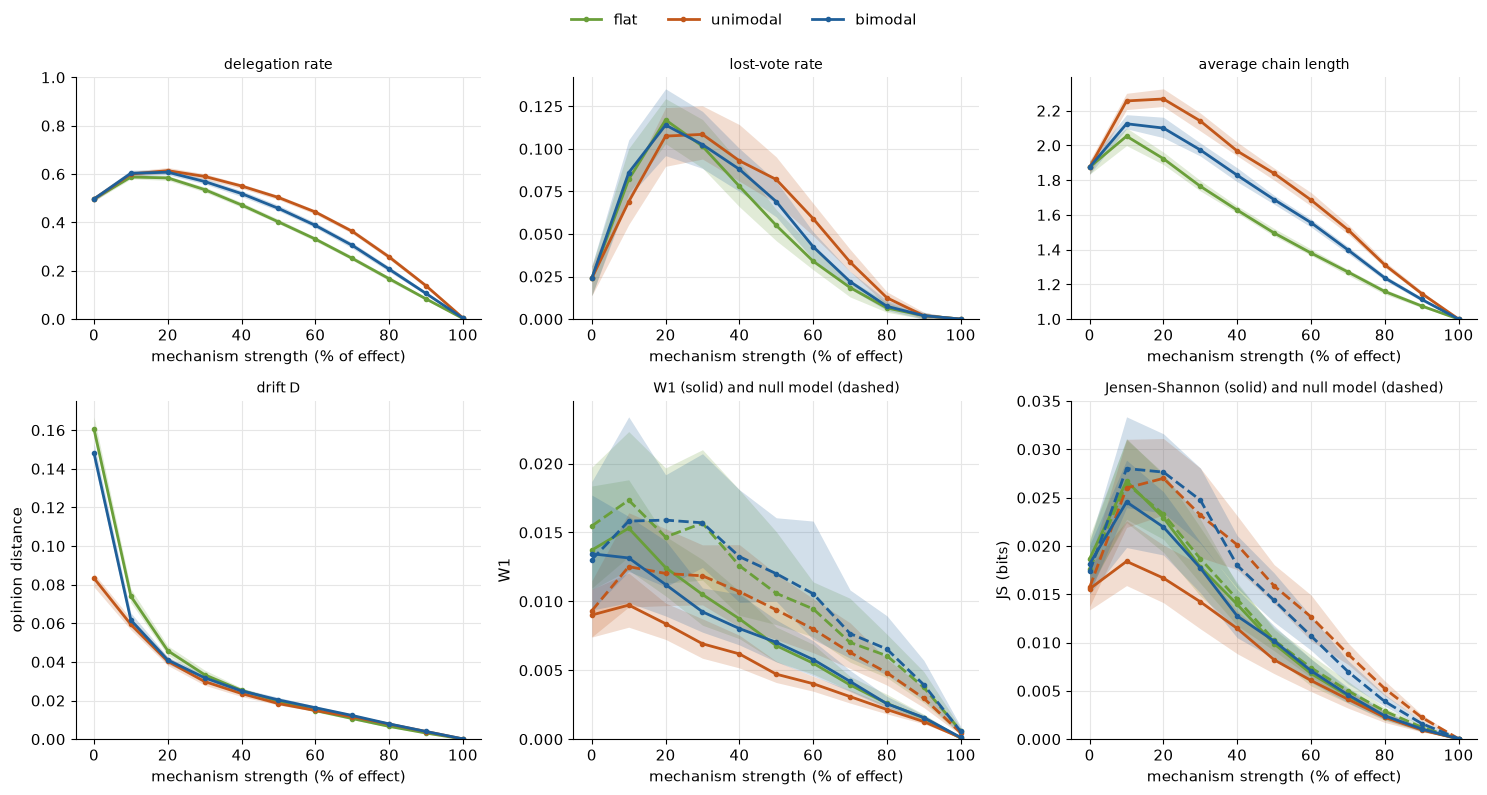 flat unimodal bimodal
delegation rate
1.0
0.8
0.6
0.4
0.2
0.0
0 20 40 60 80 100
mechanism strength (% of effect)
lost-vote rate
0.125
0.100
0.075
0.050
0.025
0.000
0 20 40 60 80 100
mechanism strength (% of effect)
average chain length
2.2
2.0
1.8
1.6
1.4
1.2
1.0
0 20 40 60 80 100
mechanism strength (% of effect)
drift D
opinion distance
0.16
0.14
0.12
0.10
0.08
0.06
0.04
0.02
0.00
0 20 40 60 80 100
mechanism strength (% of effect)
W1 (solid) and null model (dashed)
W1
0.020
0.015
0.010
0.005
0.000
0 20 40 60 80 100
mechanism strength (% of effect)
Jensen-Shannon (solid) and null model (dashed)
JS (bits)
0.035
0.030
0.025
0.020
0.015
0.010
0.005
0.000
0 20 40 60 80 100
mechanism strength (% of effect)